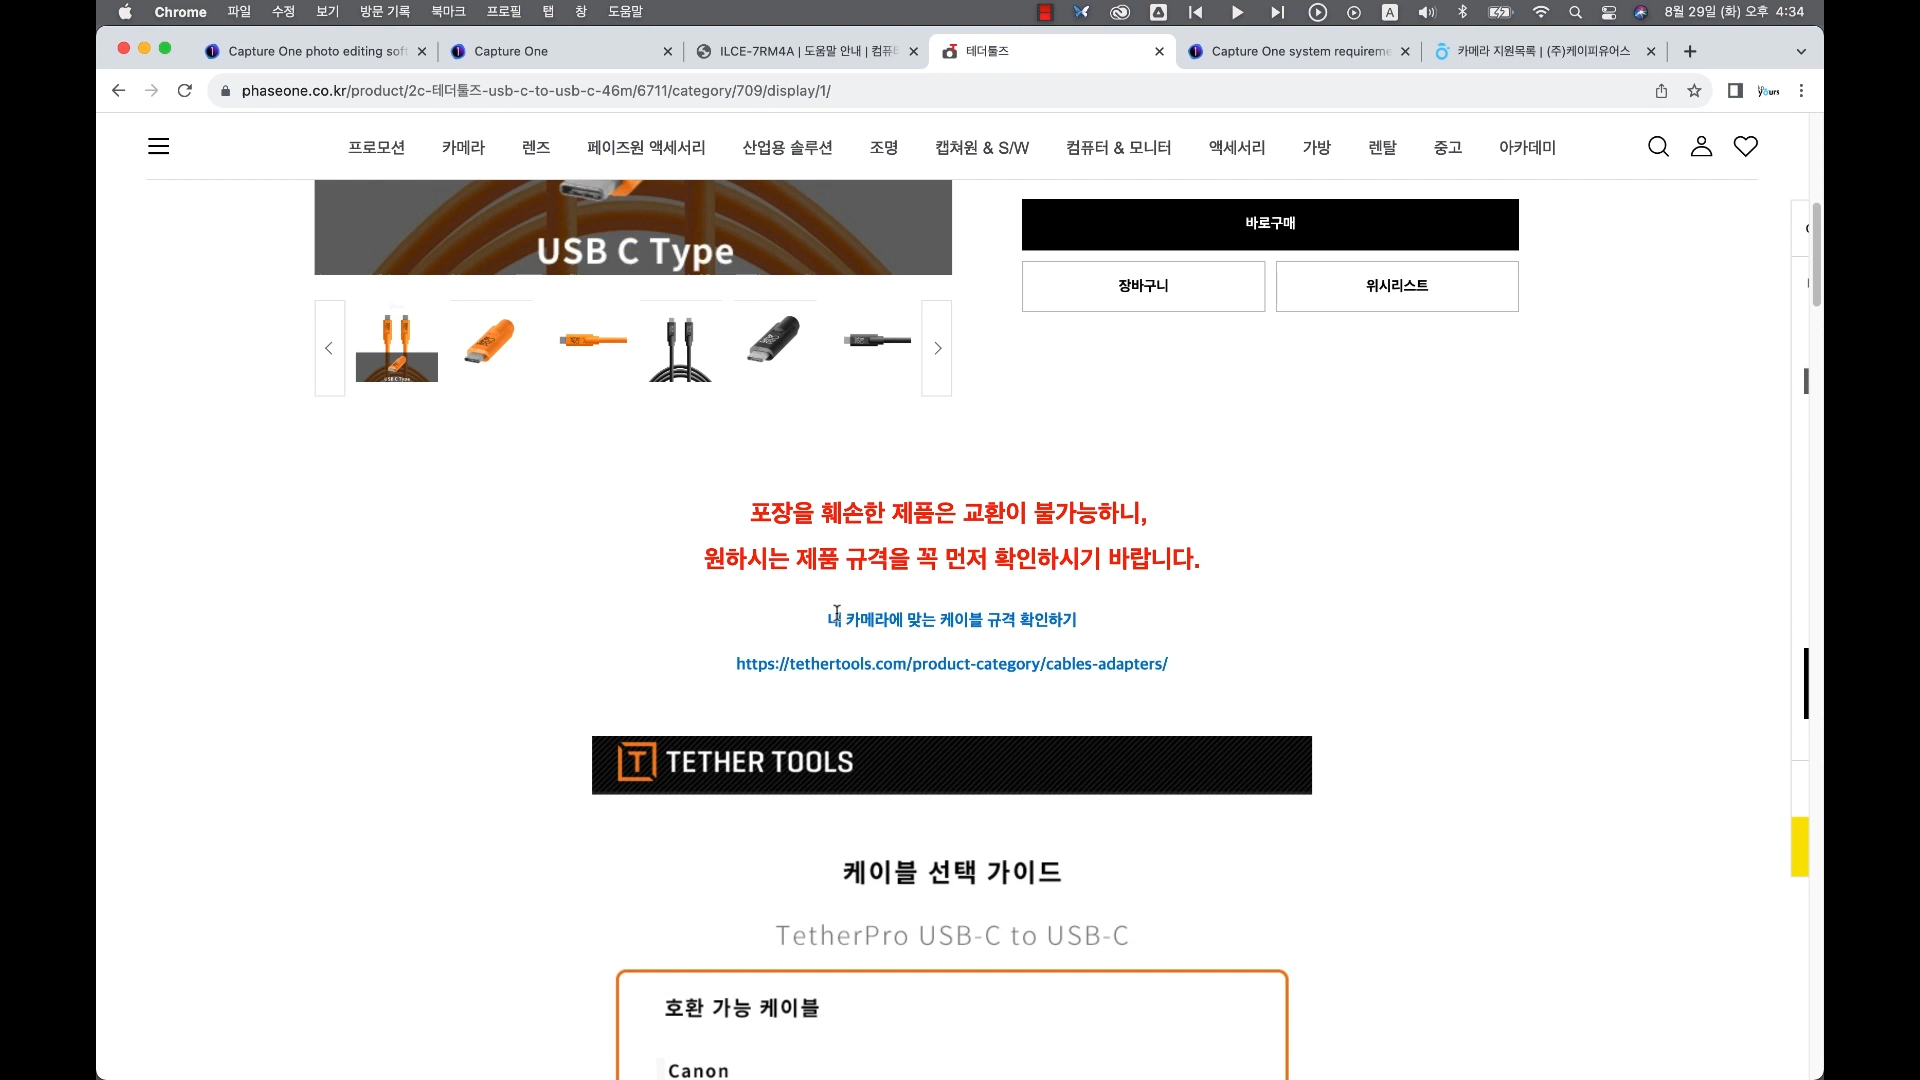 Chrome 파일 수정 보기 방문 기록 북마크 프로필 탭 창 도움말 A 8월 29일 (화) 오후 4:34
Capture One photo editing soft Capture One ILCE-7RM4A | 도움말 안내 | 컴퓨터 테더툴즈 Capture One system requireme 카메라 지원목록 | (주)케이피유어스
phaseone.co.kr/product/2c-테더툴즈-usb-c-to-usb-c-46m/6711/category/709/display/1/
프로모션 카메라 렌즈 페이즈원 액세서리 산업용 솔루션 조명 캡쳐원 & S/W 컴퓨터 & 모니터 액세서리 가방 렌탈 중고 아카데미
USB C Type
바로구매
장바구니 위시리스트
USB C Type
포장을 훼손한 제품은 교환이 불가능하니,
원하시는 제품 규격을 꼭 먼저 확인하시기 바랍니다.
내 카메라에 맞는 케이블 규격 확인하기
https://tethertools.com/product-category/cables-adapters/
TETHER TOOLS
케이블 선택 가이드
TetherPro USB-C to USB-C
호환 가능 케이블
Canon